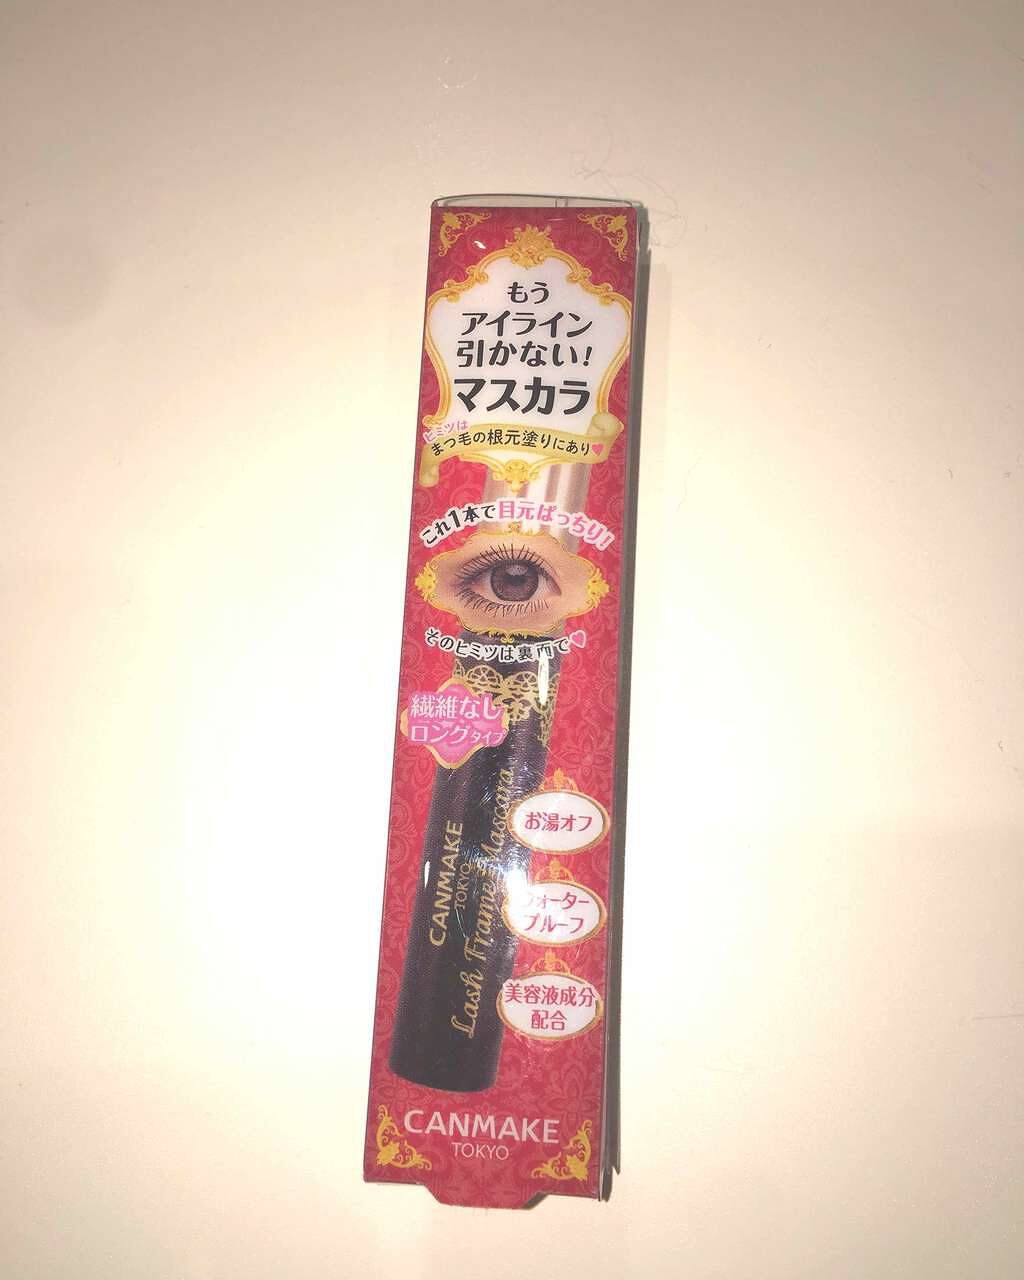 もう
アイライン
引かない!
マスカラ
ヒミツは
まつ毛の根元塗りにあり♥
これ1本で目元ぱっちり!
そのヒミツは裏面で♥
繊維なし
ロングタイプ
お湯オフ
ウォーター
プルーフ
美容液成分
配合
CANMAKE
TOKYO
Lash Frame Mascara
CANMAKE
TOKYO